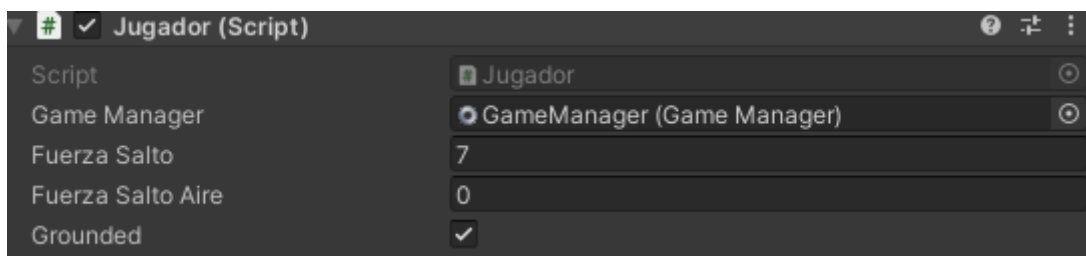 # Jugador (Script)
Script # Jugador
Game Manager GameManager (Game Manager)
Fuerza Salto 7
Fuerza Salto Aire 0
Grounded